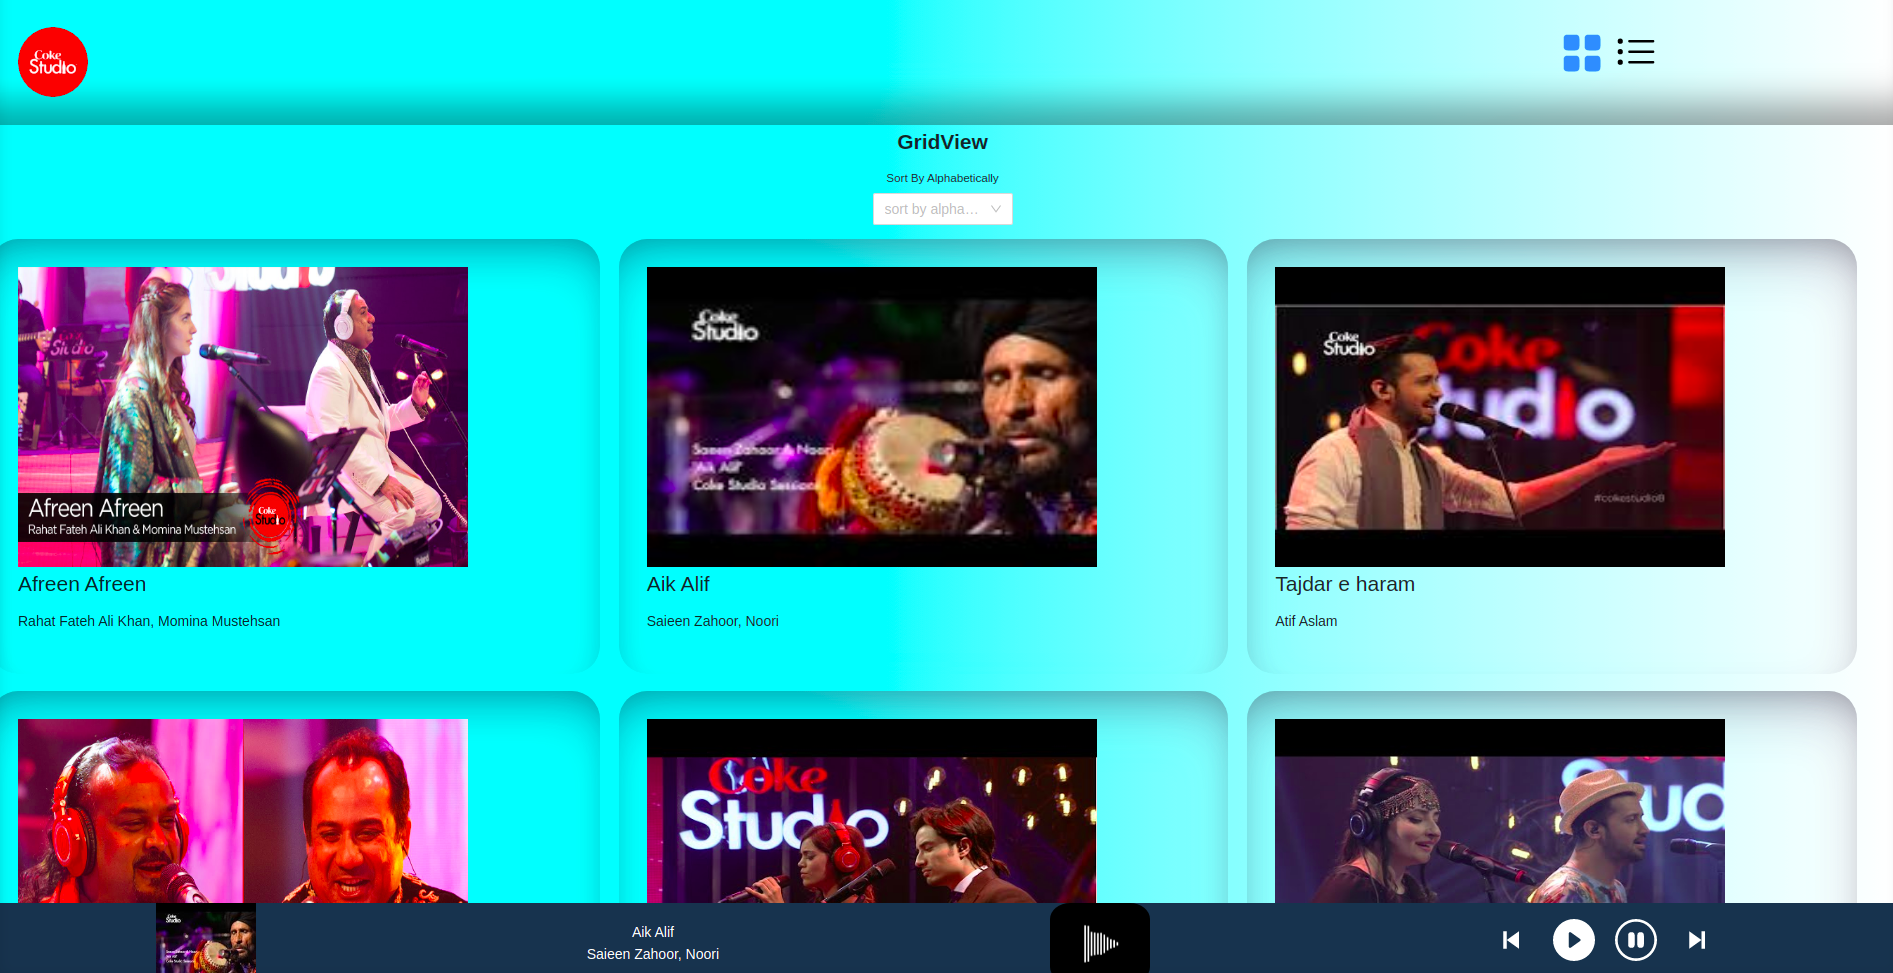 Coke
Studio
GridView
Sort By Alphabetically
sort by alpha…
STUDIO
Studio
Afreen Afreen
Rahat Fateh Ali Khan & Momina Mustehsan
Coke
Studio
Afreen Afreen
Rahat Fateh Ali Khan, Momina Mustehsan
Coke
Studio
Saieen Zahoor & Noori
"Aik Alif"
Coke Studio Sessions
Aik Alif
Saieen Zahoor, Noori
Coke
Studio
Coke
Studio
#cokestudio8
Tajdar e haram
Atif Aslam
Coke
Studio
Stud
Aik Alif
Saieen Zahoor, Noori